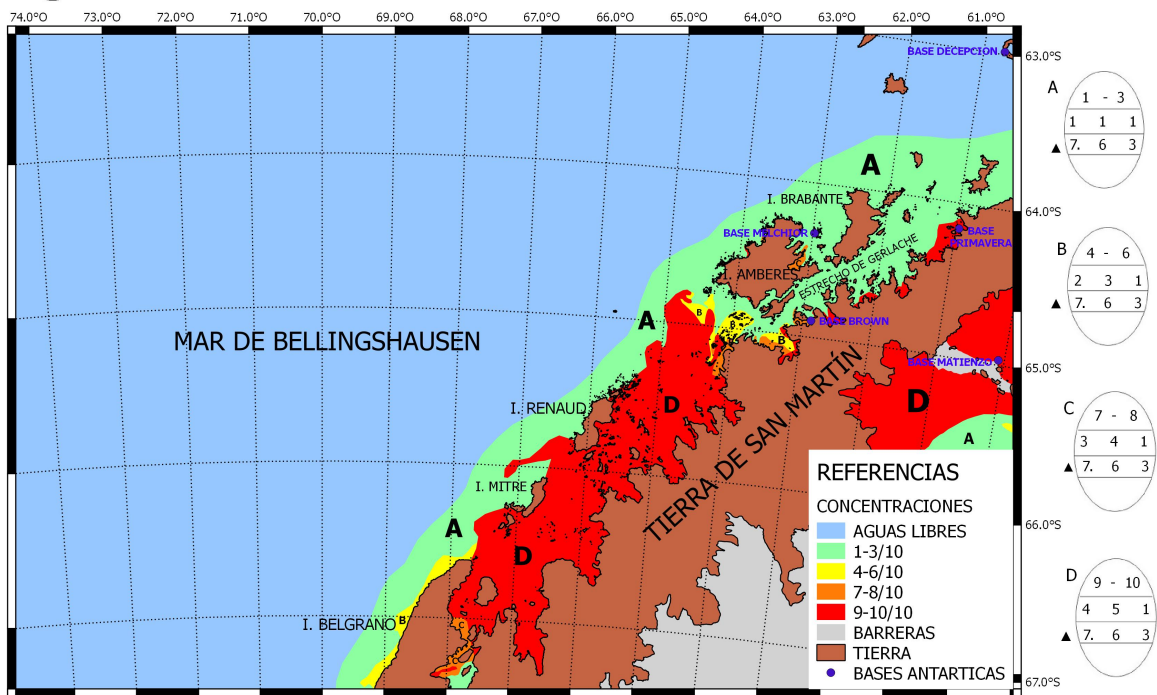 74.0°O 73.0°O 72.0°O 71.0°O 70.0°O 69.0°O 68.0°O 67.0°O 66.0°O 65.0°O 64.0°O 63.0°O 62.0°O 61.0°O
BASE DECEPCION
63.0°S
A
1 - 3
1 1 1
▲ 7. 6 3
A
I. BRABANTE
64.0°S
BASE MELCHIOR
BASE
PRIMAVERA
I. AMBERES
ESTRECHO DE GERLACHE
B
4 - 6
2 3 1
▲ 7. 6 3
B
A
B
BASE BROWN
B
MAR DE BELLINGSHAUSEN
BASE MATIENZO
65.0°S
TIERRA DE SAN MARTÍN
I. RENAUD
D
D
A
C
7 - 8
3 4 1
▲ 7. 6 3
I. MITRE
A
D
66.0°S
REFERENCIAS
CONCENTRACIONES
AGUAS LIBRES
1-3/10
4-6/10
7-8/10
9-10/10
BARRERAS
TIERRA
BASES ANTARTICAS
D
9 - 10
4 5 1
▲ 7. 6 3
I. BELGRANO
B
C
C
67.0°S